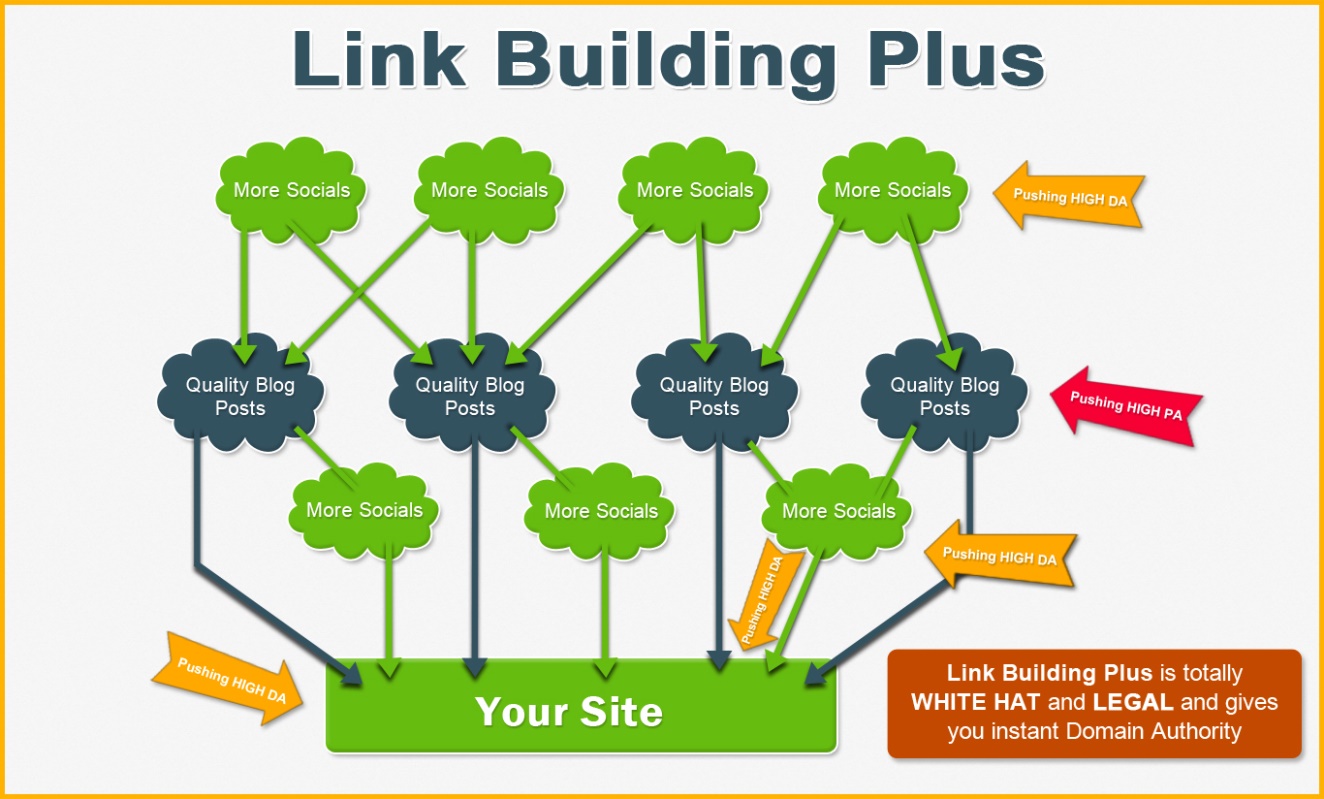 Link Building Plus
More Socials
More Socials
More Socials
More Socials
Pushing HIGH DA
Quality Blog
Posts
Quality Blog
Posts
Quality Blog
Posts
Quality Blog
Posts
Pushing HIGH PA
More Socials
More Socials
More Socials
Pushing HIGH DA
Pushing HIGH DA
Pushing HIGH DA
Your Site
Link Building Plus is totally
WHITE HAT and LEGAL and gives
you instant Domain Authority